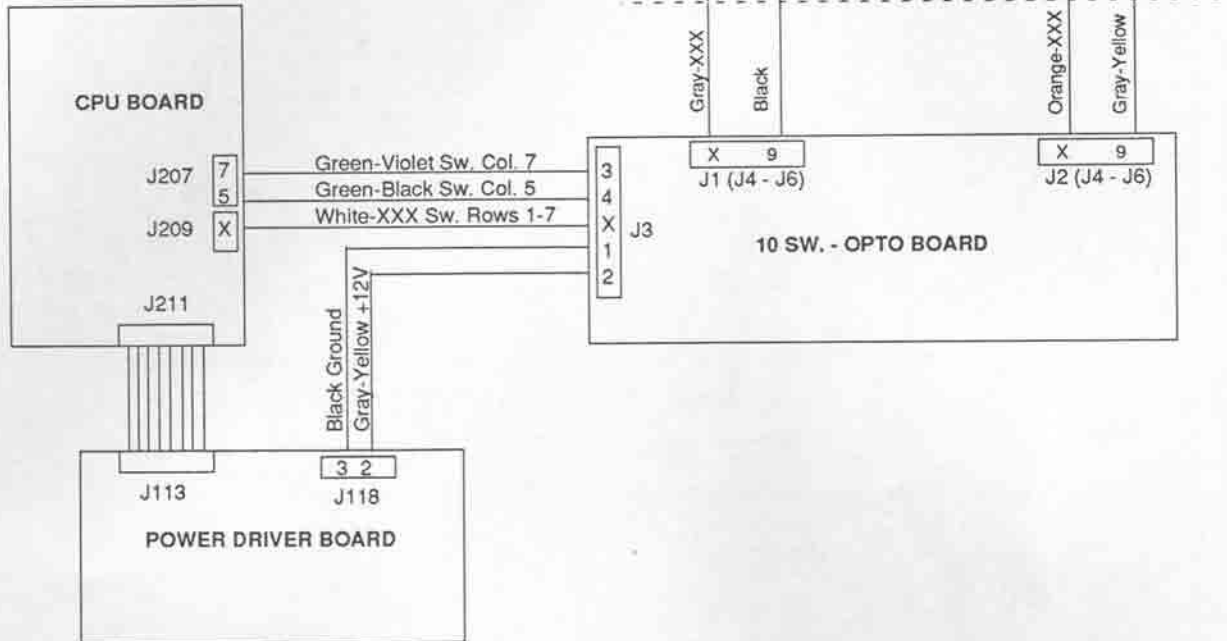 Gray-XXX
Black
Orange-XXX
Gray-Yellow
CPU BOARD
J207
7
5
J209
X
Green-Violet Sw. Col. 7
Green-Black Sw. Col. 5
White-XXX Sw. Rows 1-7
3
4
X
1
2
J3
X 9
J1 (J4 - J6)
X 9
J2 (J4 - J6)
10 SW. - OPTO BOARD
J211
Black Ground
Gray-Yellow +12V
J113
3 2
J118
POWER DRIVER BOARD